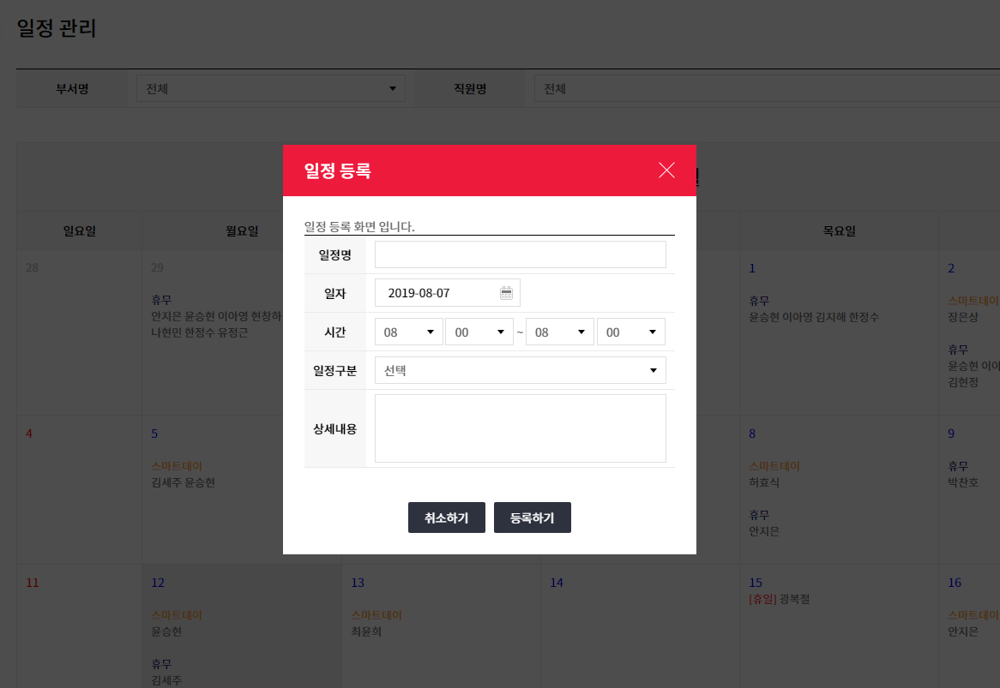 일정 관리
부서명 전체 직원명 전체
일정 등록
일정 등록 화면 입니다.
일정명
일자 2019-08-07
시간 08 00 ~ 08 00
일정구분 선택
상세내용
취소하기 등록하기
일요일 월요일 목요일
28 29 1 2
휴무
안지은 윤승현 이아영 현창하
나현민 한정수 유정근
휴무
윤승현 이아영 김지해 한정수
스마트데이
장은상
휴무
윤승현 이아
김현정
4 5 8 9
스마트데이
김세주 윤승현
스마트데이
허효식
휴무
안지은
휴무
박찬호
11 12 13 14 15 16
스마트데이
윤승현
휴무
김세주
스마트데이
최윤희
[휴일] 광복절
스마트데이
안지은